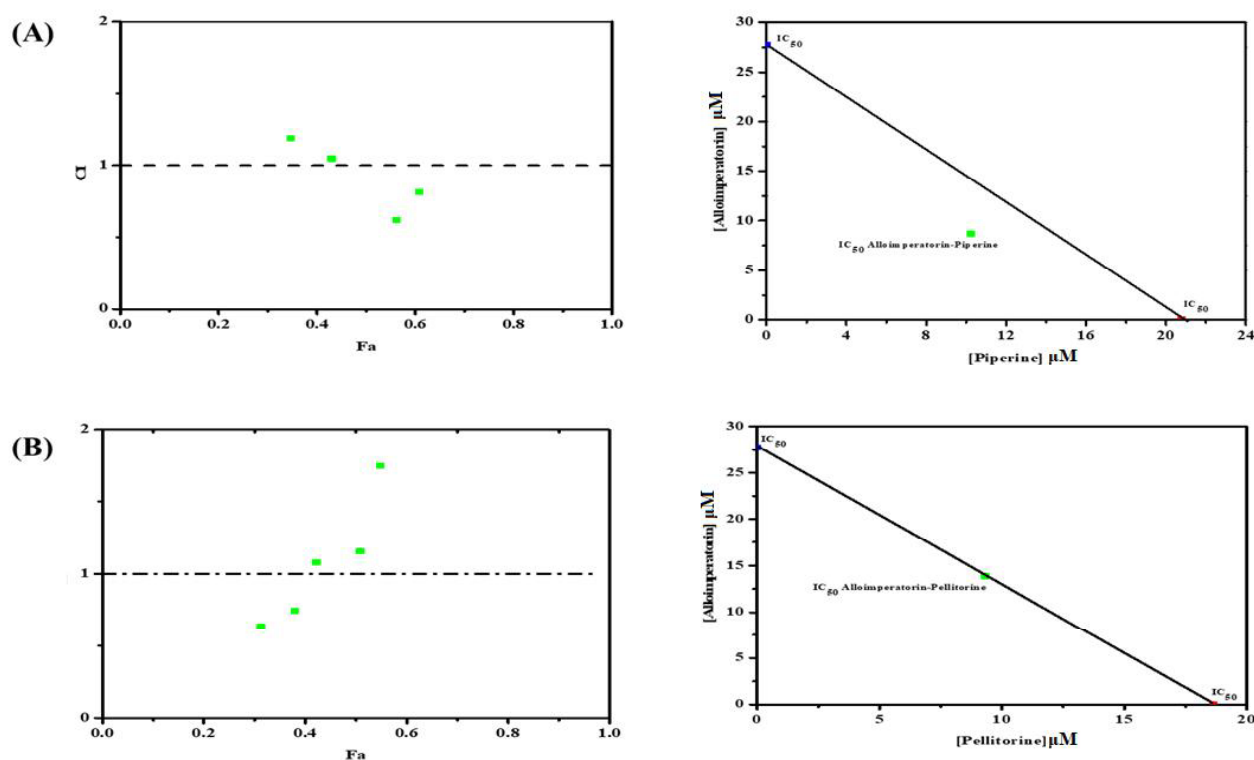 (A)
2
1
0
CI
0.0 0.2 0.4 0.6 0.8 1.0
Fa
30
25
20
15
10
5
0
[Alloimperatorin] µM
IC50
IC50 Alloimperatorin-Piperine
IC50
0 4 8 12 16 20 24
[Piperine] µM
(B)
2
1
0
0.0 0.2 0.4 0.6 0.8 1.0
Fa
30
25
20
15
10
5
0
[Alloimperatorin] µM
IC50
IC50 Alloimperatorin-Pellitorine
IC50
0 5 10 15 20
[Pellitorine] µM